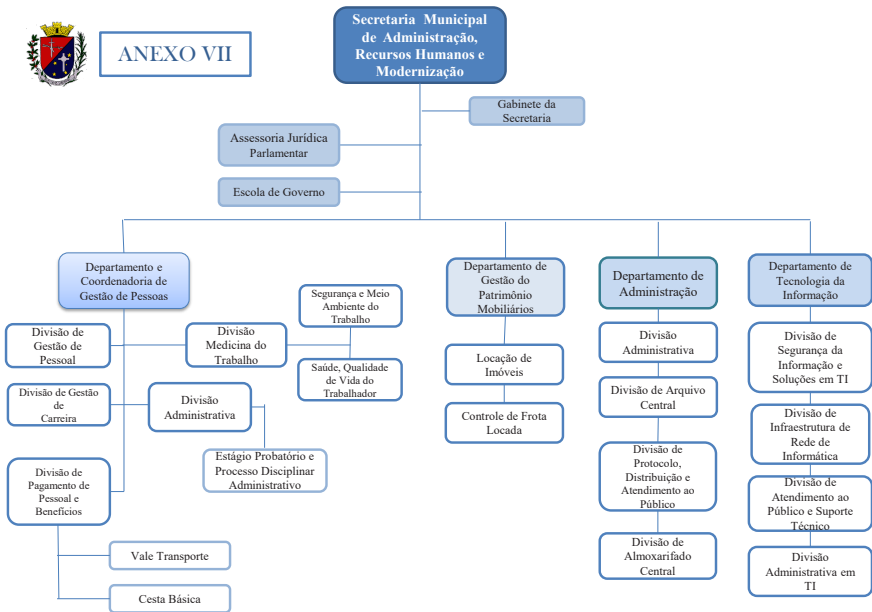 ANEXO VII
Secretaria Municipal
de Administração,
Recursos Humanos e
Modernização
Gabinete da
Secretaria
Assessoria Jurídica
Parlamentar
Escola de Governo
Departamento e
Coordenadoria de
Gestão de Pessoas
Divisão de
Gestão de
Pessoal
Divisão
Medicina do
Trabalho
Segurança e Meio
Ambiente do
Trabalho
Saúde, Qualidade
de Vida do
Trabalhador
Divisão de Gestão
de
Carreira
Divisão
Administrativa
Estágio Probatório e
Processo Disciplinar
Administrativo
Divisão de
Pagamento de
Pessoal e
Benefícios
Vale Transporte
Cesta Básica
Departamento de
Gestão do
Patrimônio
Mobiliários
Locação de
Imóveis
Controle de Frota
Locada
Departamento de
Administração
Divisão
Administrativa
Divisão de Arquivo
Central
Divisão de
Protocolo,
Distribuição e
Atendimento ao
Público
Divisão de
Almoxarifado
Central
Departamento de
Tecnologia da
Informação
Divisão de
Segurança da
Informação e
Soluções em TI
Divisão de
Infraestrutura de
Rede de
Informática
Divisão de
Atendimento ao
Público e Suporte
Técnico
Divisão
Administrativa em
TI